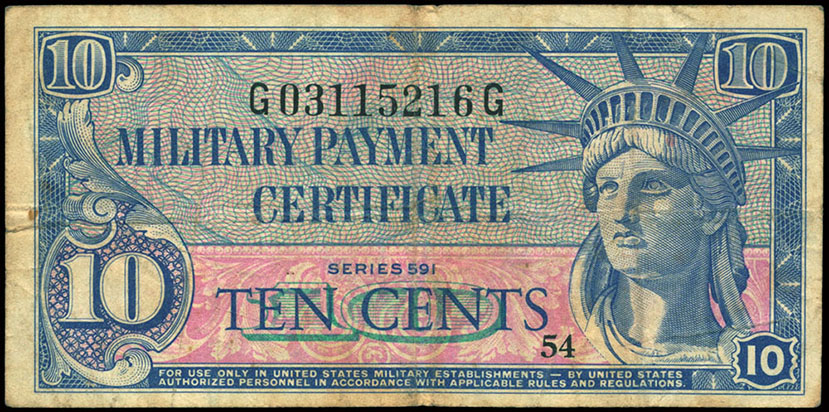 10 10
G03115216G
MILITARY PAYMENT
CERTIFICATE
10
SERIES 591
TEN CENTS
54
10
FOR USE ONLY IN UNITED STATES MILITARY ESTABLISHMENTS — BY UNITED STATES
AUTHORIZED PERSONNEL IN ACCORDANCE WITH APPLICABLE RULES AND REGULATIONS.